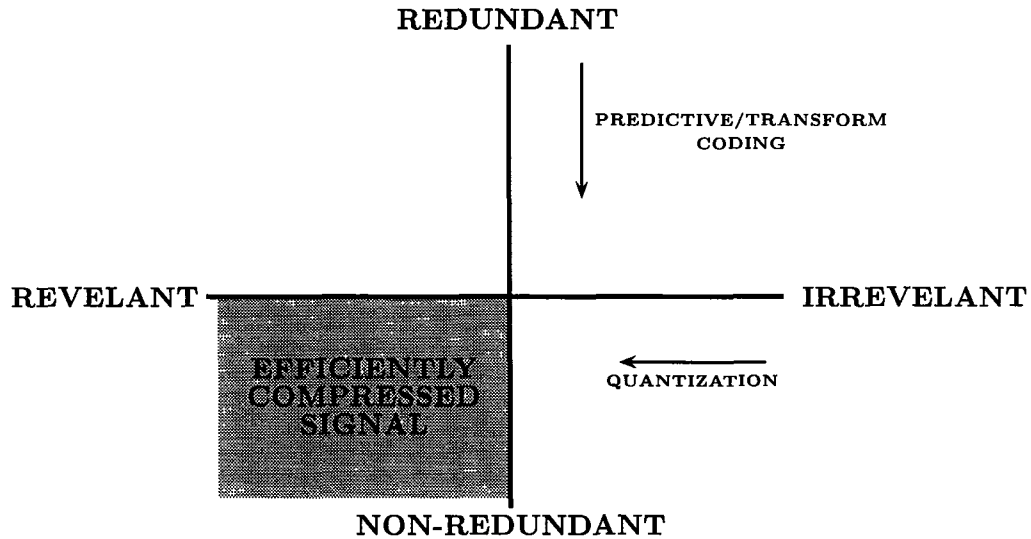 REDUNDANT
PREDICTIVE/TRANSFORM
CODING
REVELANT
IRREVELANT
EFFICIENTLY
COMPRESSED
SIGNAL
QUANTIZATION
NON-REDUNDANT